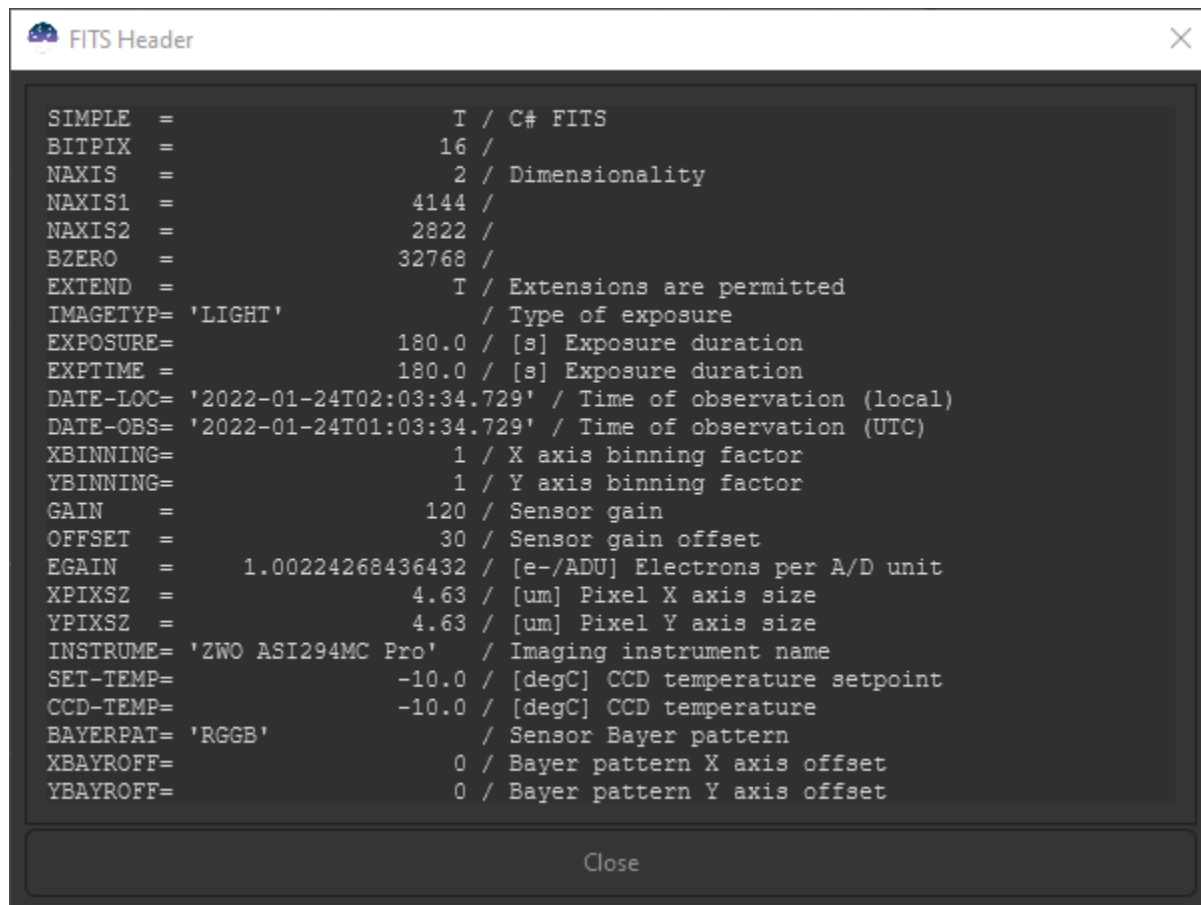 FITS Header
SIMPLE  =                    T / C# FITS
BITPIX  =                   16 /
NAXIS   =                    2 / Dimensionality
NAXIS1  =                 4144 /
NAXIS2  =                 2822 /
BZERO   =                32768 /
EXTEND  =                    T / Extensions are permitted
IMAGETYP= 'LIGHT'              / Type of exposure
EXPOSURE=                180.0 / [s] Exposure duration
EXPTIME =                180.0 / [s] Exposure duration
DATE-LOC= '2022-01-24T02:03:34.729' / Time of observation (local)
DATE-OBS= '2022-01-24T01:03:34.729' / Time of observation (UTC)
XBINNING=                    1 / X axis binning factor
YBINNING=                    1 / Y axis binning factor
GAIN    =                  120 / Sensor gain
OFFSET  =                   30 / Sensor gain offset
EGAIN   =     1.00224268436432 / [e-/ADU] Electrons per A/D unit
XPIXSZ  =                 4.63 / [um] Pixel X axis size
YPIXSZ  =                 4.63 / [um] Pixel Y axis size
INSTRUME= 'ZWO ASI294MC Pro'   / Imaging instrument name
SET-TEMP=                -10.0 / [degC] CCD temperature setpoint
CCD-TEMP=                -10.0 / [degC] CCD temperature
BAYERPAT= 'RGGB'               / Sensor Bayer pattern
XBAYROFF=                    0 / Bayer pattern X axis offset
YBAYROFF=                    0 / Bayer pattern Y axis offset
Close